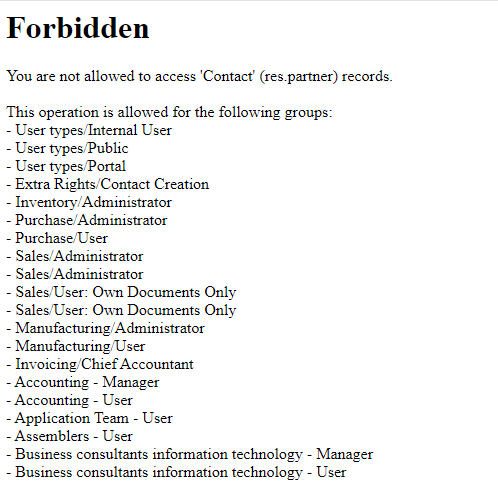 Forbidden
You are not allowed to access 'Contact' (res.partner) records.
This operation is allowed for the following groups:
- User types/Internal User
- User types/Public
- User types/Portal
- Extra Rights/Contact Creation
- Inventory/Administrator
- Purchase/Administrator
- Purchase/User
- Sales/Administrator
- Sales/Administrator
- Sales/User: Own Documents Only
- Sales/User: Own Documents Only
- Manufacturing/Administrator
- Manufacturing/User
- Invoicing/Chief Accountant
- Accounting - Manager
- Accounting - User
- Application Team - User
- Assemblers - User
- Business consultants information technology - Manager
- Business consultants information technology - User